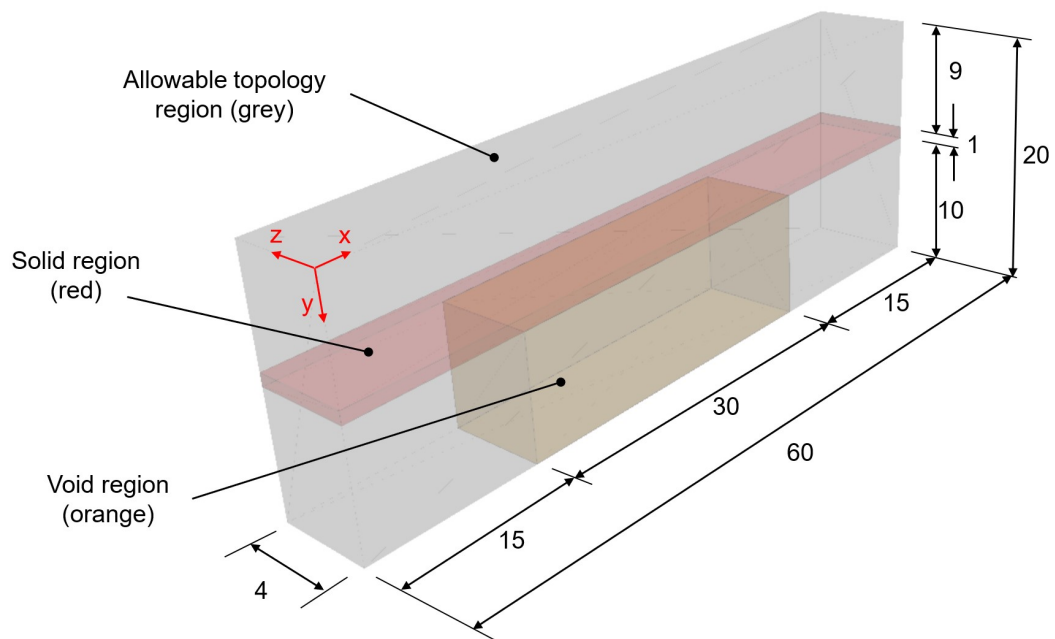 Allowable topology
region (grey)
9
1
20
10
z
x
y
Solid region
(red)
15
30
60
Void region
(orange)
15
4